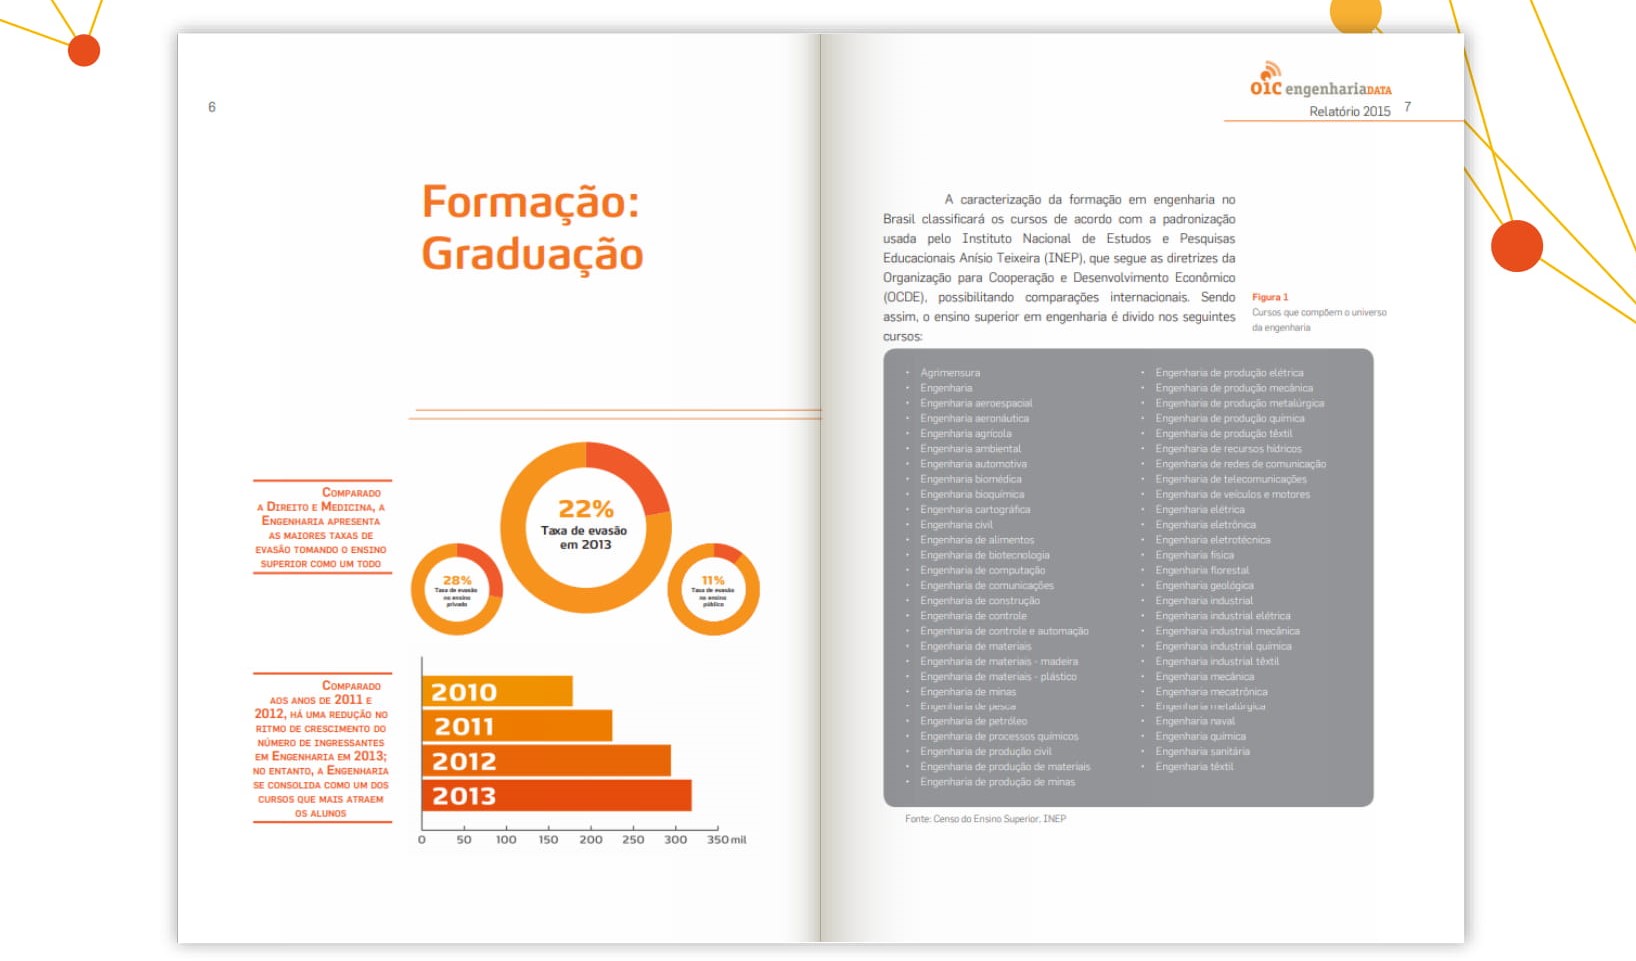 6
Formação:
Graduação
Comparado
a Direito e Medicina, a
Engenharia apresenta
as maiores taxas de
evasão tomando o ensino
superior como um todo
22%
Taxa de evasão
em 2013
28%
Taxa de evasão
no ensino
privado
11%
Taxa de evasão
no ensino
público
Comparado
aos anos de 2011 e
2012, há uma redução no
ritmo de crescimento do
número de ingressantes
em Engenharia em 2013;
no entanto, a Engenharia
se consolida como um dos
cursos que mais atraem
os alunos
2010
2011
2012
2013
0 50 100 150 200 250 300 350 mil
OIC engenhariaDATA
Relatório 2015 7
A caracterização da formação em engenharia no
Brasil classificará os cursos de acordo com a padronização
usada pelo Instituto Nacional de Estudos e Pesquisas
Educacionais Anísio Teixeira (INEP), que segue as diretrizes da
Organização para Cooperação e Desenvolvimento Econômico
(OCDE), possibilitando comparações internacionais. Sendo
assim, o ensino superior em engenharia é divido nos seguintes
cursos:
Figura 1
Cursos que compõem o universo
da engenharia
• Agrimensura
• Engenharia
• Engenharia aeroespacial
• Engenharia aeronáutica
• Engenharia agrícola
• Engenharia ambiental
• Engenharia automotiva
• Engenharia biomédica
• Engenharia bioquímica
• Engenharia cartográfica
• Engenharia civil
• Engenharia de alimentos
• Engenharia de biotecnologia
• Engenharia de computação
• Engenharia de comunicações
• Engenharia de construção
• Engenharia de controle
• Engenharia de controle e automação
• Engenharia de materiais
• Engenharia de materiais - madeira
• Engenharia de materiais - plástico
• Engenharia de minas
• Engenharia de pesca
• Engenharia de petróleo
• Engenharia de processos químicos
• Engenharia de produção civil
• Engenharia de produção de materiais
• Engenharia de produção de minas
• Engenharia de produção elétrica
• Engenharia de produção mecânica
• Engenharia de produção metalúrgica
• Engenharia de produção química
• Engenharia de produção têxtil
• Engenharia de recursos hídricos
• Engenharia de redes de comunicação
• Engenharia de telecomunicações
• Engenharia de veículos e motores
• Engenharia elétrica
• Engenharia eletrônica
• Engenharia eletrotécnica
• Engenharia física
• Engenharia florestal
• Engenharia geológica
• Engenharia industrial
• Engenharia industrial elétrica
• Engenharia industrial mecânica
• Engenharia industrial química
• Engenharia industrial têxtil
• Engenharia mecânica
• Engenharia mecatrônica
• Engenharia metalúrgica
• Engenharia naval
• Engenharia química
• Engenharia sanitária
• Engenharia têxtil
Fonte: Censo do Ensino Superior. INEP